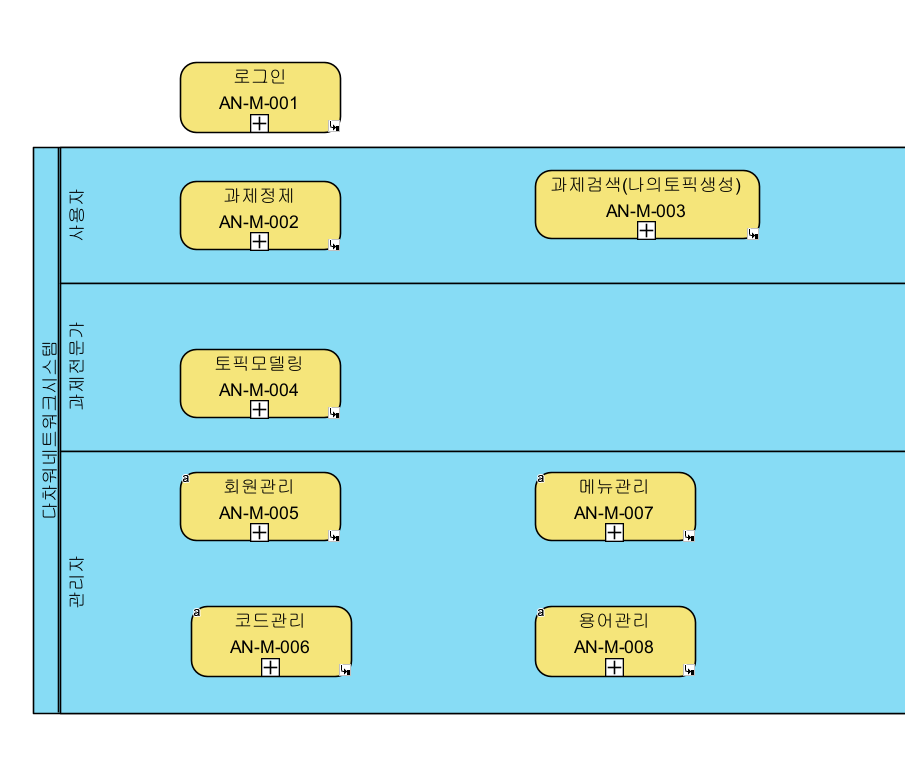 로그인
AN-M-001
다차원네트워크시스템
사용자
과제정제
AN-M-002
과제검색(나의토픽생성)
AN-M-003
과제전문가
토픽모델링
AN-M-004
관리자
a
회원관리
AN-M-005
a
메뉴관리
AN-M-007
a
코드관리
AN-M-006
a
용어관리
AN-M-008